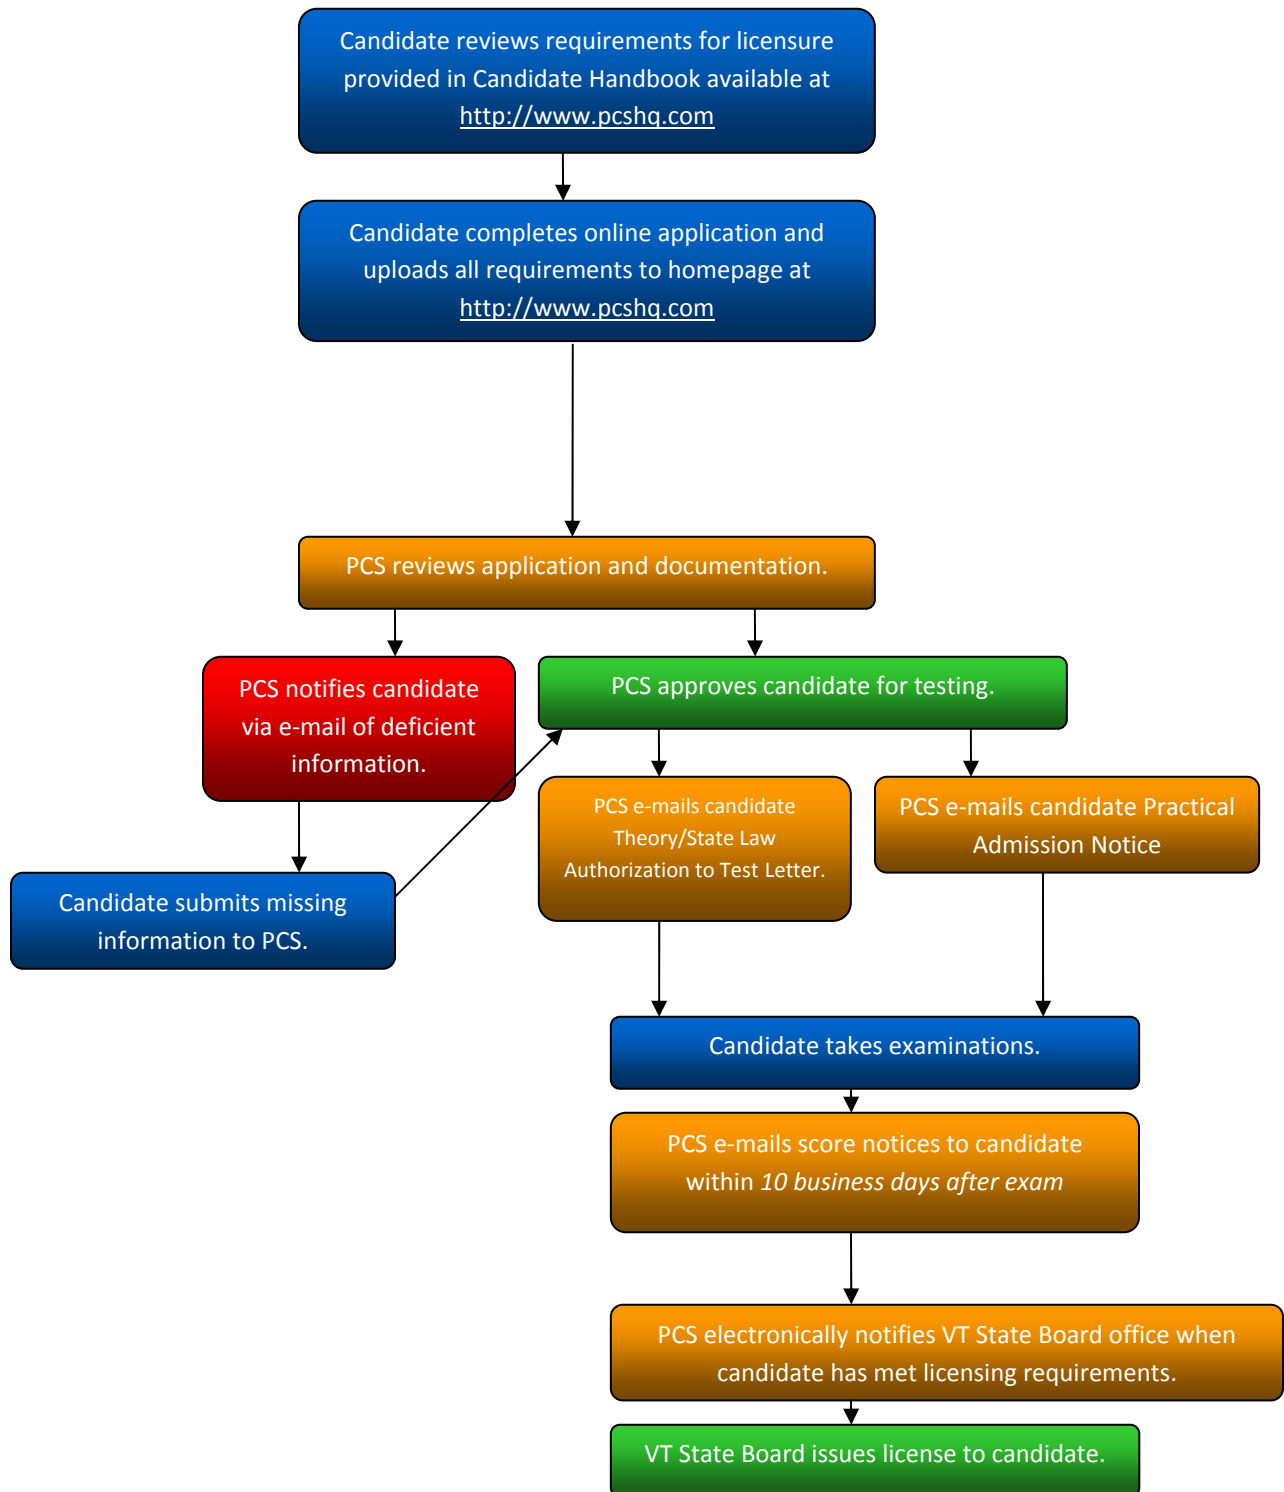 Candidate reviews requirements for licensure
provided in Candidate Handbook available at
http://www.pcshq.com
Candidate completes online application and
uploads all requirements to homepage at
http://www.pcshq.com
PCS reviews application and documentation.
PCS notifies candidate
via e-mail of deficient
information.
PCS approves candidate for testing.
PCS e-mails candidate
Theory/State Law
Authorization to Test Letter.
PCS e-mails candidate Practical
Admission Notice
Candidate submits missing
information to PCS.
Candidate takes examinations.
PCS e-mails score notices to candidate
within 10 business days after exam
PCS electronically notifies VT State Board office when
candidate has met licensing requirements.
VT State Board issues license to candidate.